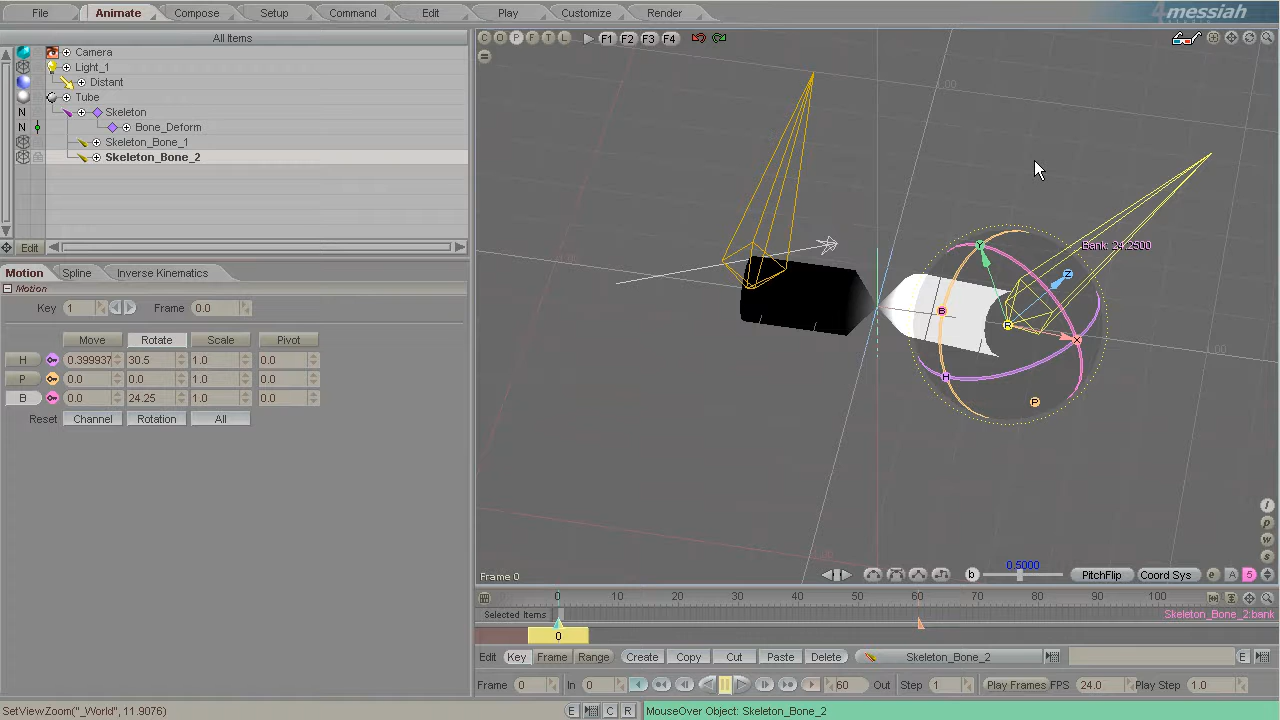 File Animate Compose Setup Command Edit Play Customize Render 4messiah
All Items
C O P F T L F1 F2 F3 F4
Camera
Light_1
Distant
Tube
N Skeleton
N Bone_Deform
Skeleton_Bone_1
Skeleton_Bone_2
Edit
Motion Spline Inverse Kinematics
Motion
Key 1 Frame 0.0
Move Rotate Scale Pivot
H 0.399937 30.5 1.0 0.0
P 0.0 0.0 1.0 0.0
B 0.0 24.25 1.0 0.0
Reset Channel Rotation All
1.00
Bank: 24.2500
Y
Z
B
R
X
1.00
H
P
i
p
w
s
Frame 0 b 0.5000 PitchFlip Coord Sys e A 5
0 10 20 30 40 50 60 70 80 90 100
Selected Items Skeleton_Bone_2:bank
0
Edit Key Frame Range Create Copy Cut Paste Delete Skeleton_Bone_2 E
Frame 0 In 0 60 Out Step 1 Play Frames FPS 24.0 Play Step 1.0
SetViewZoom("_World", 11.9076) E C R MouseOver Object: Skeleton_Bone_2